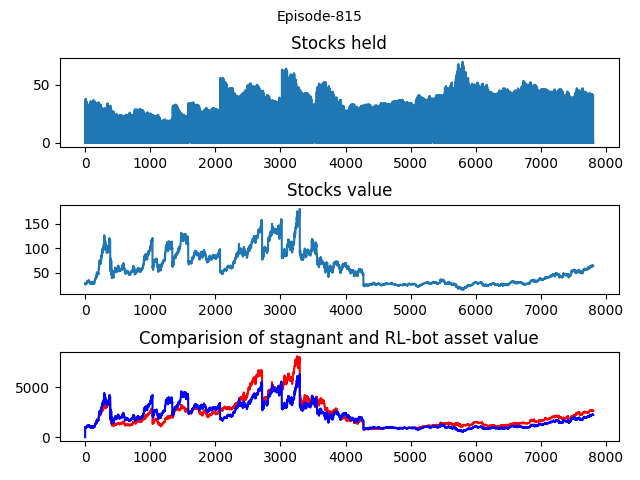 Episode-815
Stocks held
50
0
0 1000 2000 3000 4000 5000 6000 7000 8000
Stocks value
150
100
50
0 1000 2000 3000 4000 5000 6000 7000 8000
Comparision of stagnant and RL-bot asset value
5000
0
0 1000 2000 3000 4000 5000 6000 7000 8000